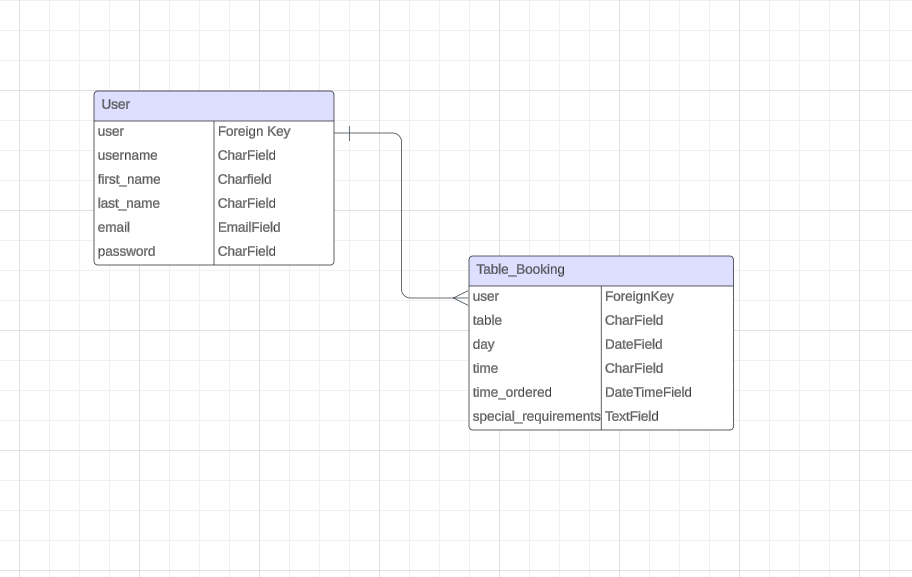 User
user Foreign Key
username CharField
first_name Charfield
last_name CharField
email EmailField
password CharField
Table_Booking
user ForeignKey
table CharField
day DateField
time CharField
time_ordered DateTimeField
special_requirements TextField